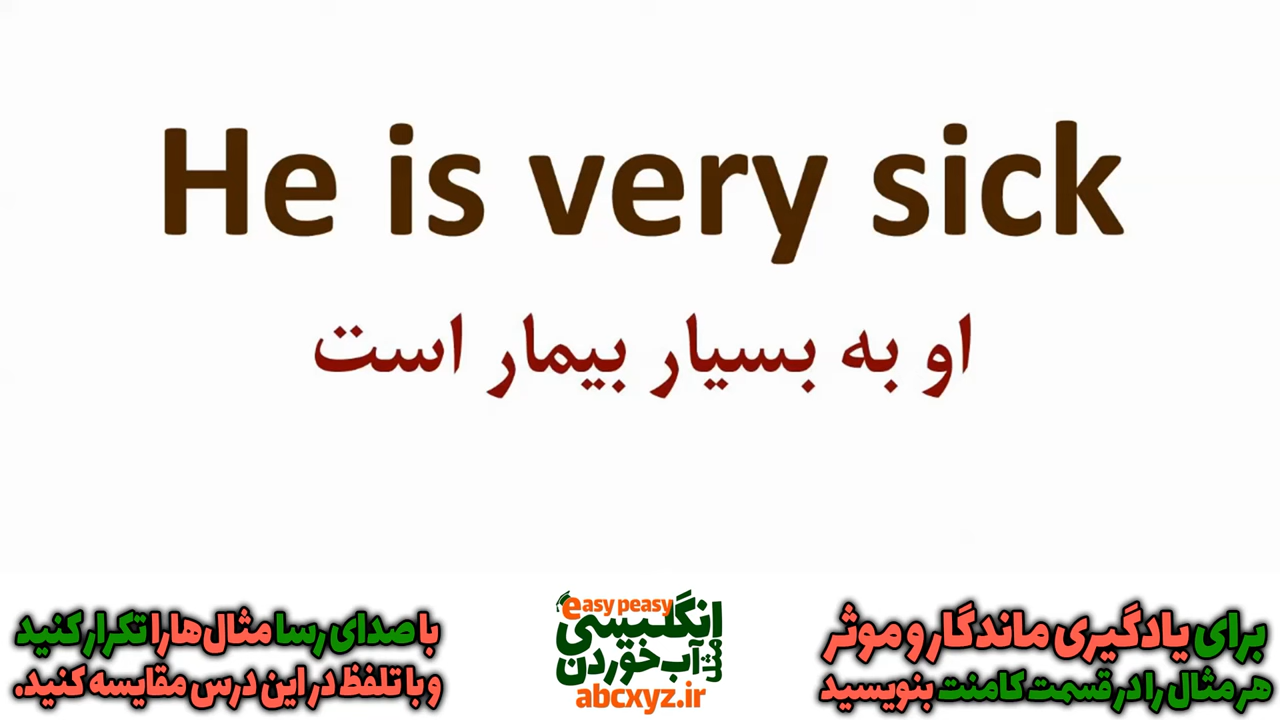 He is very sick
او به بسیار بیمار است
برای یادگیری ماندگار و موثر
هر مثال را در قسمت کامنت بنویسید
easy peasy
انگلیسی
مثل آب خوردن
abcxyz.ir
با صدای رسا مثال‌ها را تکرار کنید
و با تلفظ در این درس مقایسه کنید.